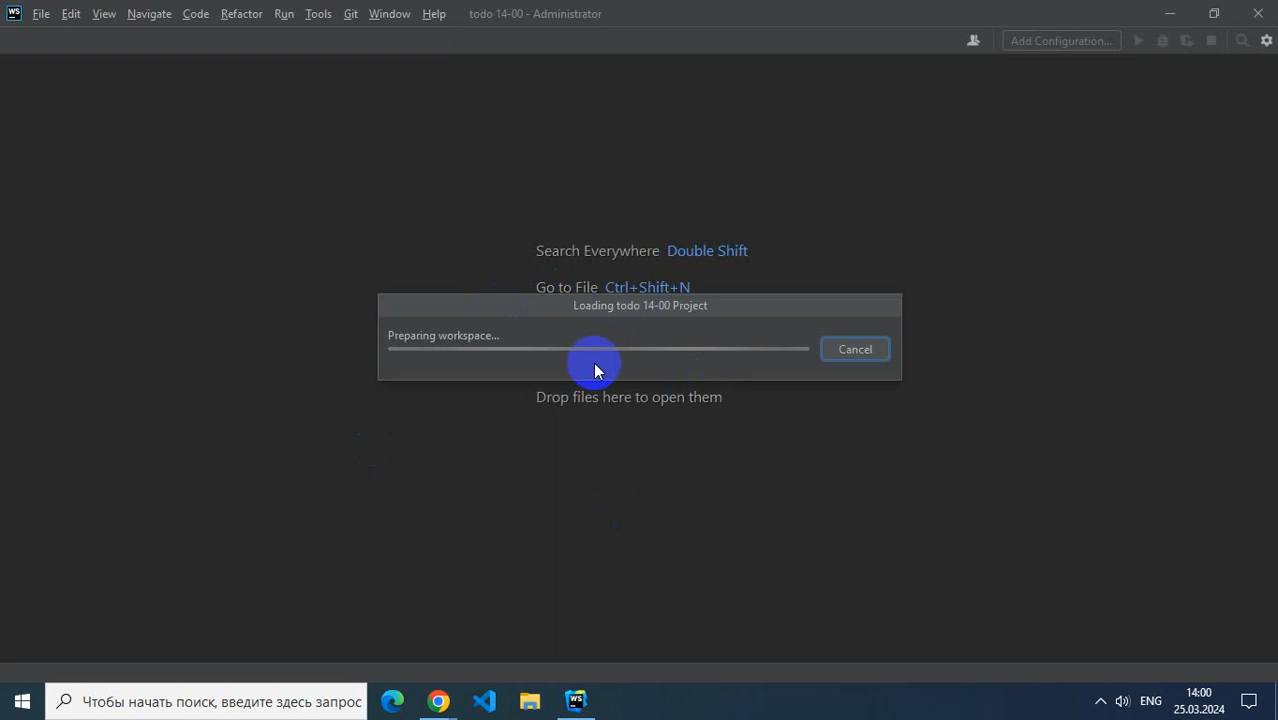 WS File Edit View Navigate Code Refactor Run Tools Git Window Help todo 14-00 - Administrator
Add Configuration...
Search Everywhere Double Shift
Go to File Ctrl+Shift+N
Loading todo 14-00 Project
Preparing workspace...
Cancel
Drop files here to open them
Чтобы начать поиск, введите здесь запрос
WS
ENG
14:00
25.03.2024